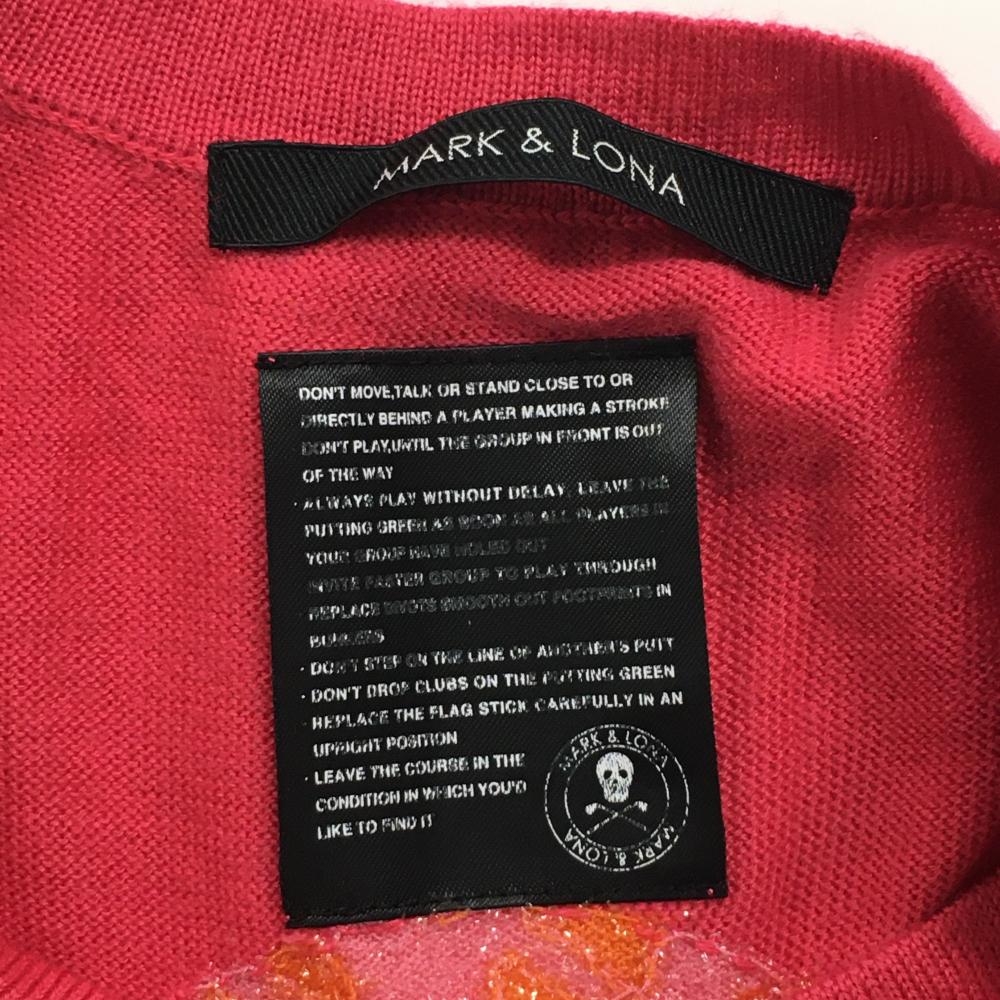 MARK & LONA
DON'T MOVE,TALK OR STAND CLOSE TO OR
DIRECTLY BEHIND A PLAYER MAKING A STROKE
DON'T PLAY,UNTIL THE GROUP IN FRONT IS OUT
OF THE WAY
· ALWAYS PLAY WITHOUT DELAY LEAVE THE
PUTTING GREEN AS SOON AS ALL PLAYERS IN
YOUR GROUP HAVE HOLED OUT
INVITE FASTER GROUP TO PLAY THROUGH
· REPLACE DIVOTS SMOOTH OUT FOOTPRINTS IN
BUNKERS
· DON'T STEP ON THE LINE OF ANOTHER'S PUTT
· DON'T DROP CLUBS ON THE PUTTING GREEN
· REPLACE THE FLAG STICK CAREFULLY IN AN
UPRIGHT POSITION
· LEAVE THE COURSE IN THE
CONDITION IN WHICH YOU'D
LIKE TO FIND IT
MARK & LONA
MARK & LONA